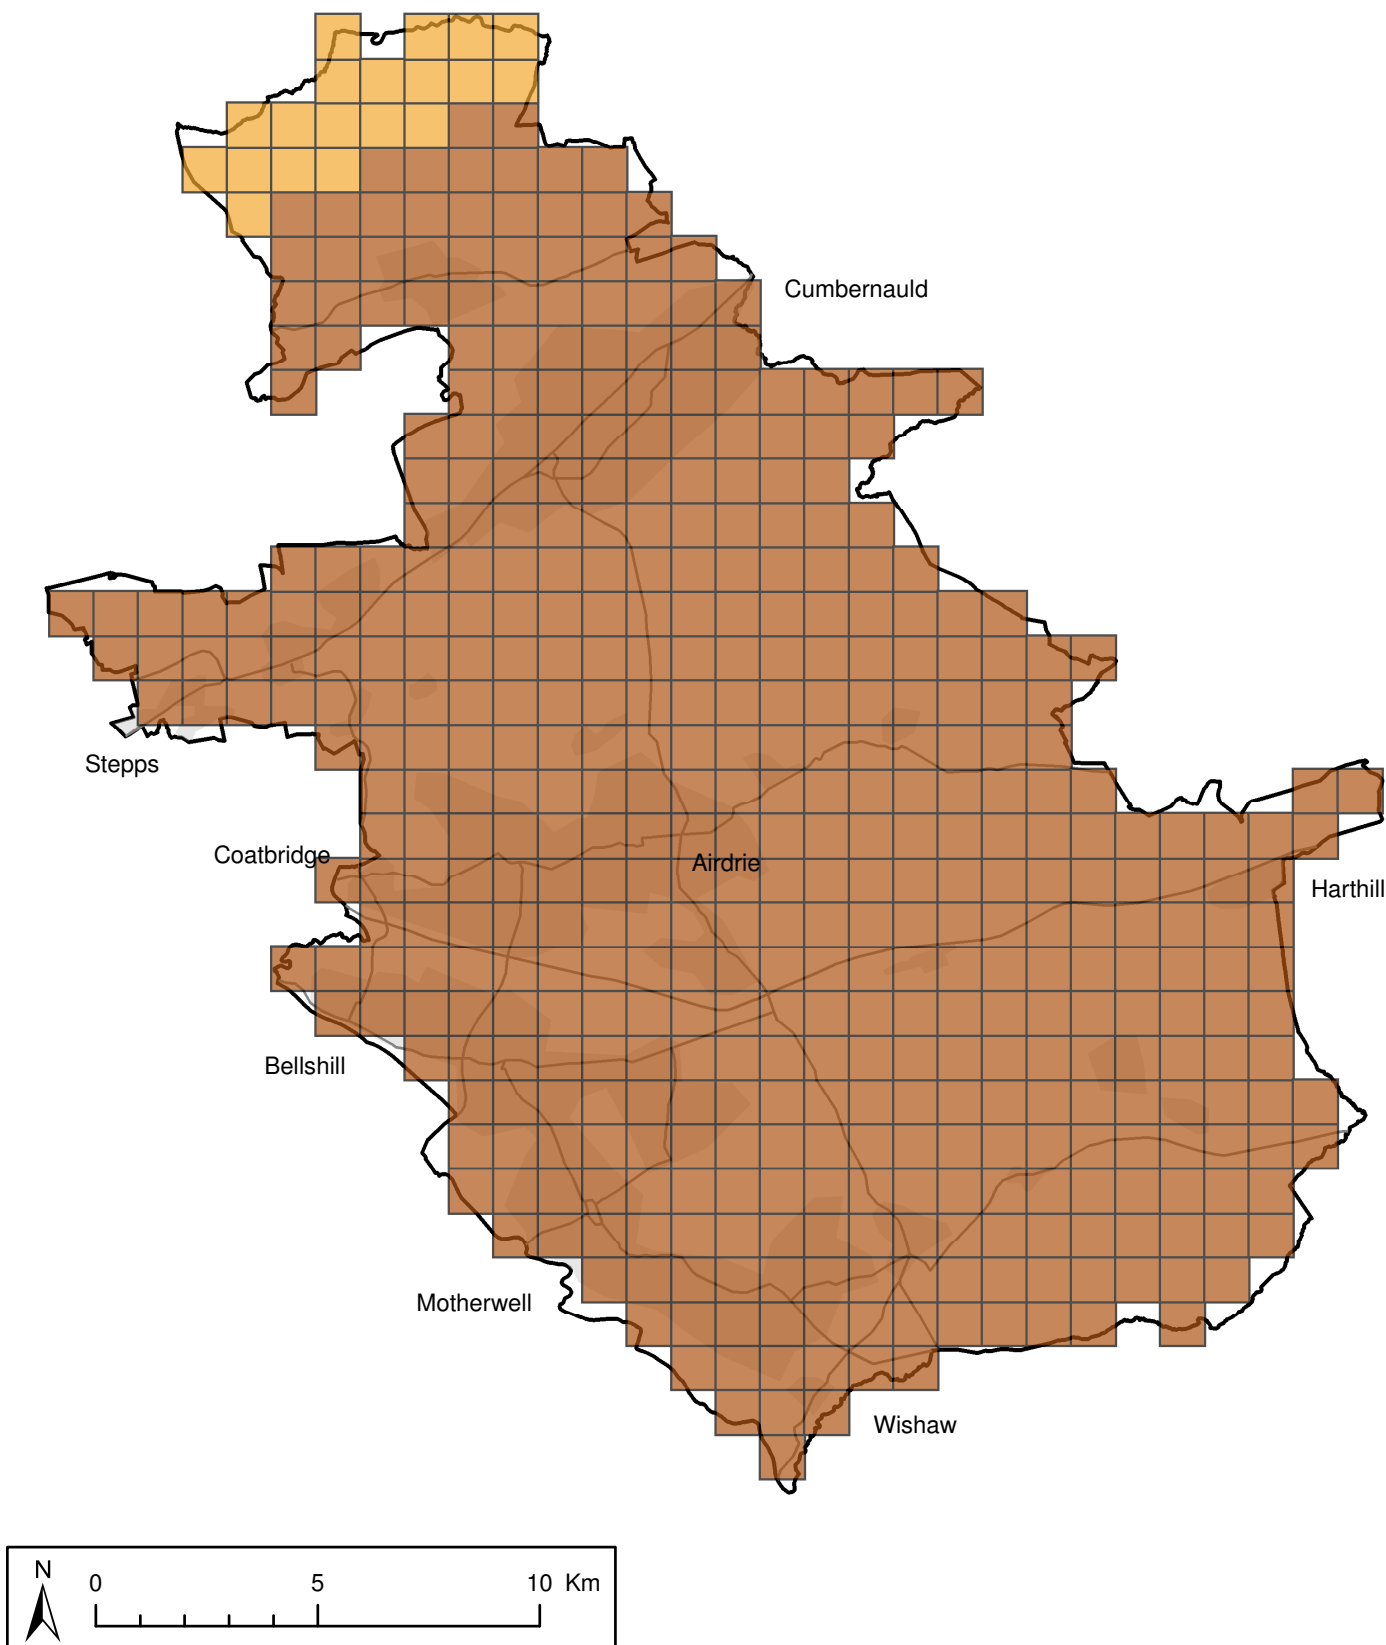 Cumbernauld
Stepps
Coatbridge
Airdrie
Harthill
Bellshill
Motherwell
Wishaw
N
0 5 10 Km